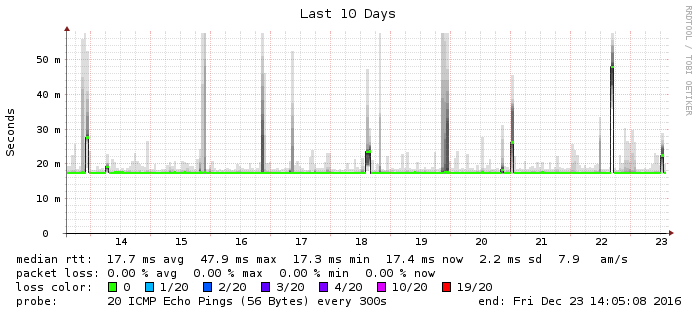 Last 10 Days
RRDTOOL / TOBI OETIKER
Seconds
50 m
40 m
30 m
20 m
10 m
0
14 15 16 17 18 19 20 21 22 23
median rtt: 17.7 ms avg 47.9 ms max 17.3 ms min 17.4 ms now 2.2 ms sd 7.9 am/s
packet loss: 0.00 % avg 0.00 % max 0.00 % min 0.00 % now
loss color: 0 1/20 2/20 3/20 4/20 10/20 19/20
probe: 20 ICMP Echo Pings (56 Bytes) every 300s end: Fri Dec 23 14:05:08 2016